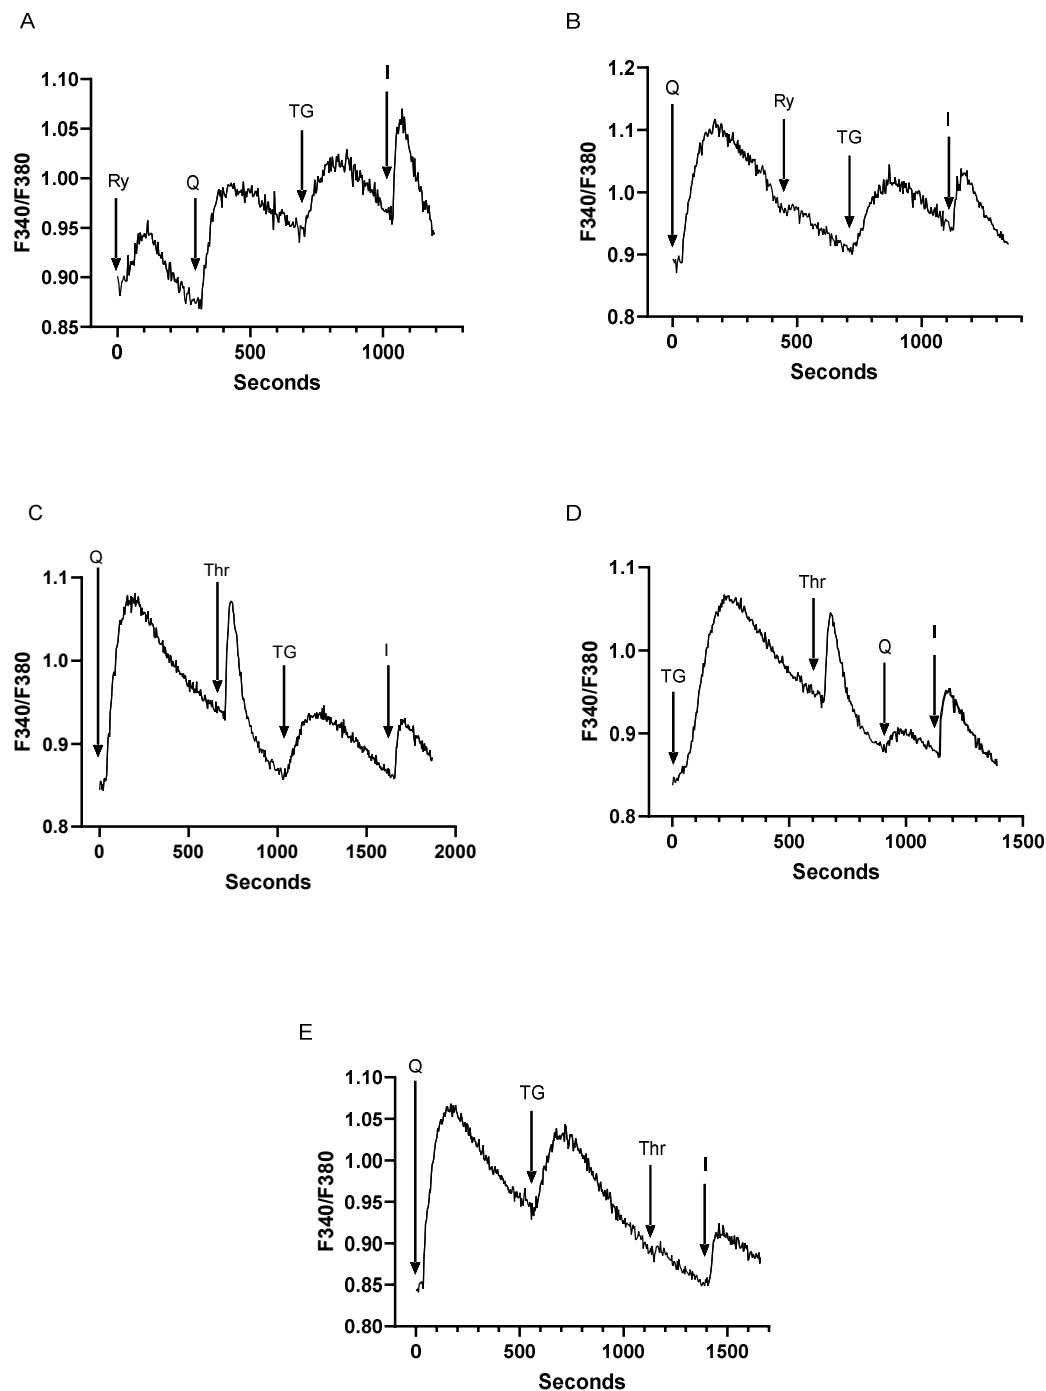 A
1.10
1.05
1.00
0.95
0.90
0.85
F340/F380
Ry
Q
TG
I
0
500
1000
Seconds
B
1.2
1.1
1.0
0.9
0.8
F340/F380
Q
Ry
TG
I
0
500
1000
Seconds
C
1.1
1.0
0.9
0.8
F340/F380
Q
Thr
TG
I
0
500
1000
1500
2000
Seconds
D
1.1
1.0
0.9
0.8
F340/F380
TG
Thr
Q
I
0
500
1000
1500
Seconds
E
1.10
1.05
1.00
0.95
0.90
0.85
0.80
F340/F380
Q
TG
Thr
I
0
500
1000
1500
Seconds